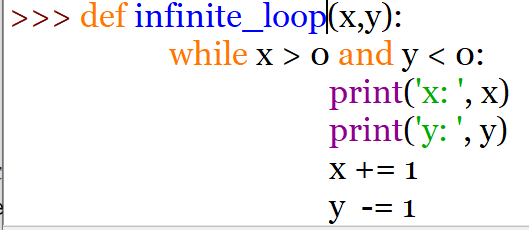 >>> def infinite_loop(x,y):
while x > 0 and y < 0:
print('x: ', x)
print('y: ', y)
x += 1
y -= 1